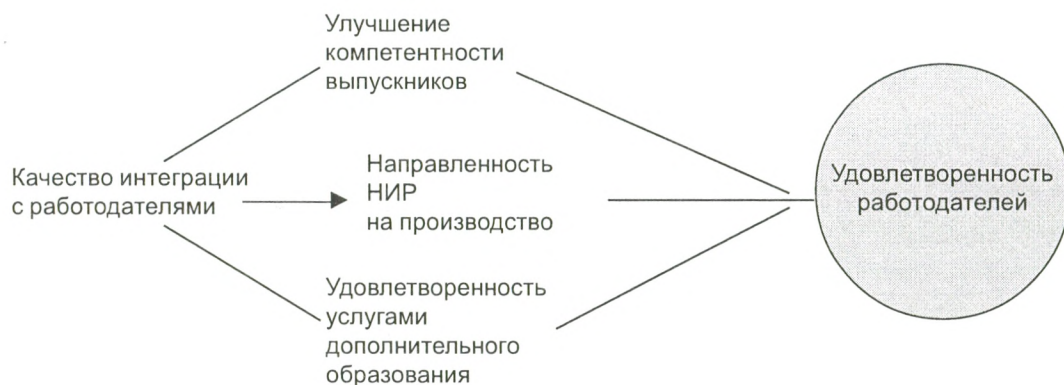 Улучшение
компетентности
выпускников
Качество интеграции
с работодателями
Направленность
НИР
на производство
Удовлетворенность
услугами
дополнительного
образования
Удовлетворенность
работодателей